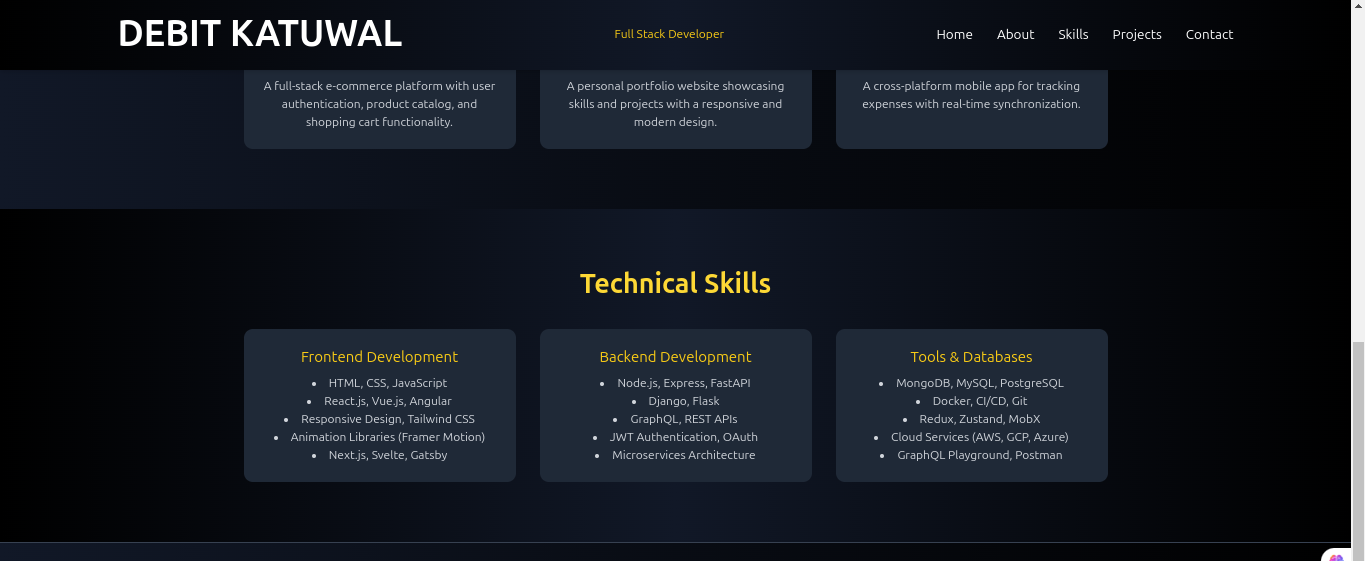 DEBIT KATUWAL
Full Stack Developer
Home About Skills Projects Contact
A full-stack e-commerce platform with user
authentication, product catalog, and
shopping cart functionality.
A personal portfolio website showcasing
skills and projects with a responsive and
modern design.
A cross-platform mobile app for tracking
expenses with real-time synchronization.
Technical Skills
Frontend Development
• HTML, CSS, JavaScript
• React.js, Vue.js, Angular
• Responsive Design, Tailwind CSS
• Animation Libraries (Framer Motion)
• Next.js, Svelte, Gatsby
Backend Development
• Node.js, Express, FastAPI
• Django, Flask
• GraphQL, REST APIs
• JWT Authentication, OAuth
• Microservices Architecture
Tools & Databases
• MongoDB, MySQL, PostgreSQL
• Docker, CI/CD, Git
• Redux, Zustand, MobX
• Cloud Services (AWS, GCP, Azure)
• GraphQL Playground, Postman